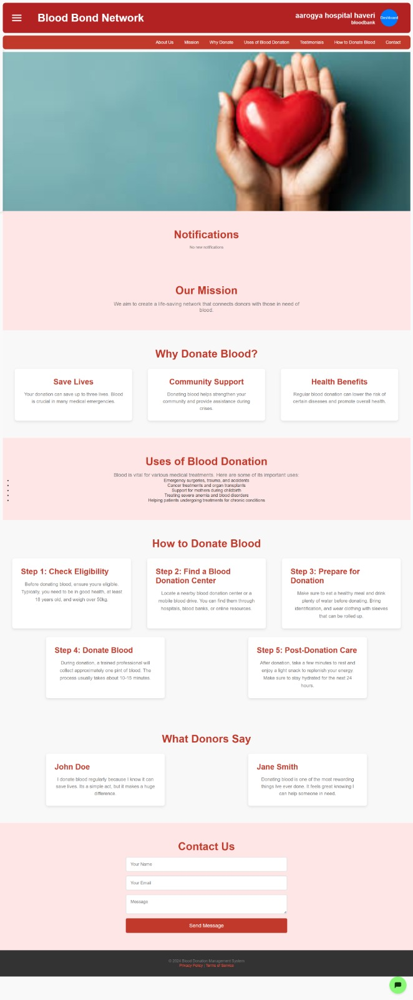 Blood Bond Network
aarogya hospital haveri
bloodbank
Dashboard
About Us Mission Why Donate Uses of Blood Donation Testimonials How to Donate Blood Contact
Notifications
No new notifications
Our Mission
We aim to create a life-saving network that connects donors with those in need of
blood.
Why Donate Blood?
Save Lives
Your donation can save up to three lives. Blood
is crucial in many medical emergencies.
Community Support
Donating blood helps strengthen your
community and provide assistance during
crises.
Health Benefits
Regular blood donation can lower the risk of
certain diseases and promote overall health.
Uses of Blood Donation
Blood is vital for various medical treatments. Here are some of its important uses:
Emergency surgeries, trauma, and accidents
Cancer treatments and organ transplants
Support for mothers during childbirth
Treating severe anemia and blood disorders
Helping patients undergoing treatments for chronic conditions
How to Donate Blood
Step 1: Check Eligibility
Before donating blood, ensure youre eligible.
Typically, you need to be in good health, at least
18 years old, and weigh over 50kg.
Step 2: Find a Blood
Donation Center
Locate a nearby blood donation center or a
mobile blood drive. You can find them through
hospitals, blood banks, or online resources.
Step 3: Prepare for
Donation
Make sure to eat a healthy meal and drink
plenty of water before donating. Bring
identification, and wear clothing with sleeves
that can be rolled up.
Step 4: Donate Blood
During donation, a trained professional will
collect approximately one pint of blood. The
process usually takes about 10-15 minutes.
Step 5: Post-Donation Care
After donation, take a few minutes to rest and
enjoy a light snack to replenish your energy.
Make sure to stay hydrated for the next 24
hours.
What Donors Say
John Doe
I donate blood regularly because I know it can
save lives. Its a simple act, but it makes a huge
difference.
Jane Smith
Donating blood is one of the most rewarding
things Ive ever done. It feels great knowing I
can help someone in need.
Contact Us
Your Name
Your Email
Message
Send Message
© 2024 Blood Donation Management System
Privacy Policy | Terms of Service